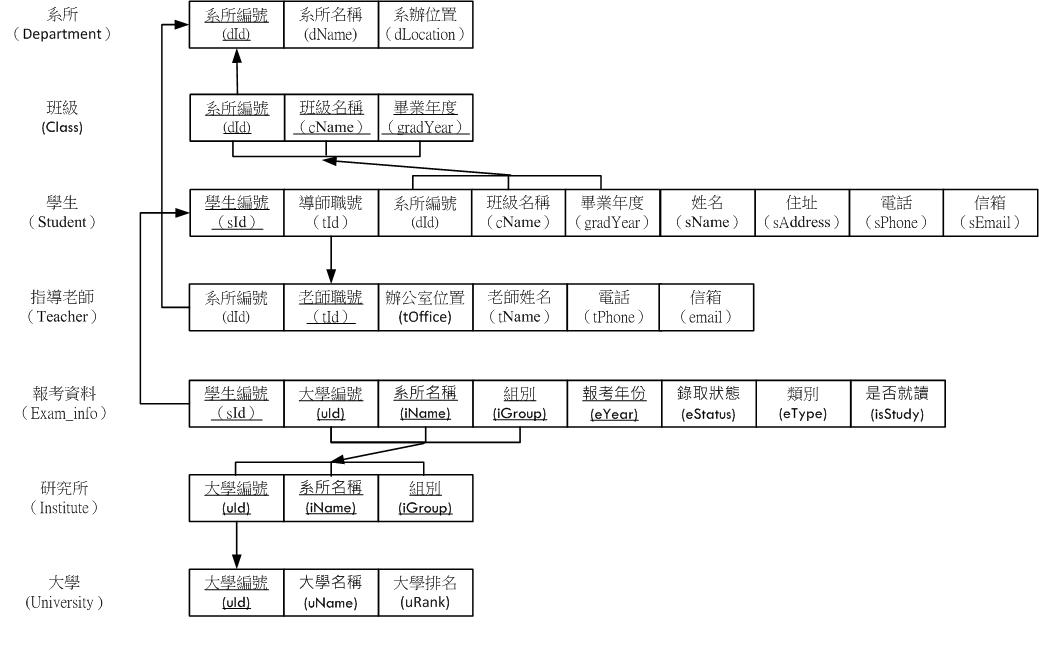 系所
（Department）
系所編號
(dId)
系所名稱
(dName)
系辦位置
（dLocation）
班級
(Class)
系所編號
(dId)
班級名稱
（cName）
畢業年度
（gradYear）
學生
（Student）
學生編號
（sId）
導師職號
（tId）
系所編號
(dId)
班級名稱
（cName）
畢業年度
（gradYear）
姓名
（sName）
住址
（sAddress）
電話
（sPhone）
信箱
（sEmail）
指導老師
（Teacher）
系所編號
(dId)
老師職號
（tId）
辦公室位置
(tOffice)
老師姓名
（tName）
電話
（tPhone）
信箱
（email）
報考資料
（Exam_info）
學生編號
（sId）
大學編號
(uId)
系所名稱
(iName)
組別
(iGroup)
報考年份
(eYear)
錄取狀態
(eStatus)
類別
(eType)
是否就讀
(isStudy)
研究所
（Institute）
大學編號
(uId)
系所名稱
(iName)
組別
(iGroup)
大學
(University）
大學編號
(uId)
大學名稱
(uName)
大學排名
(uRank)